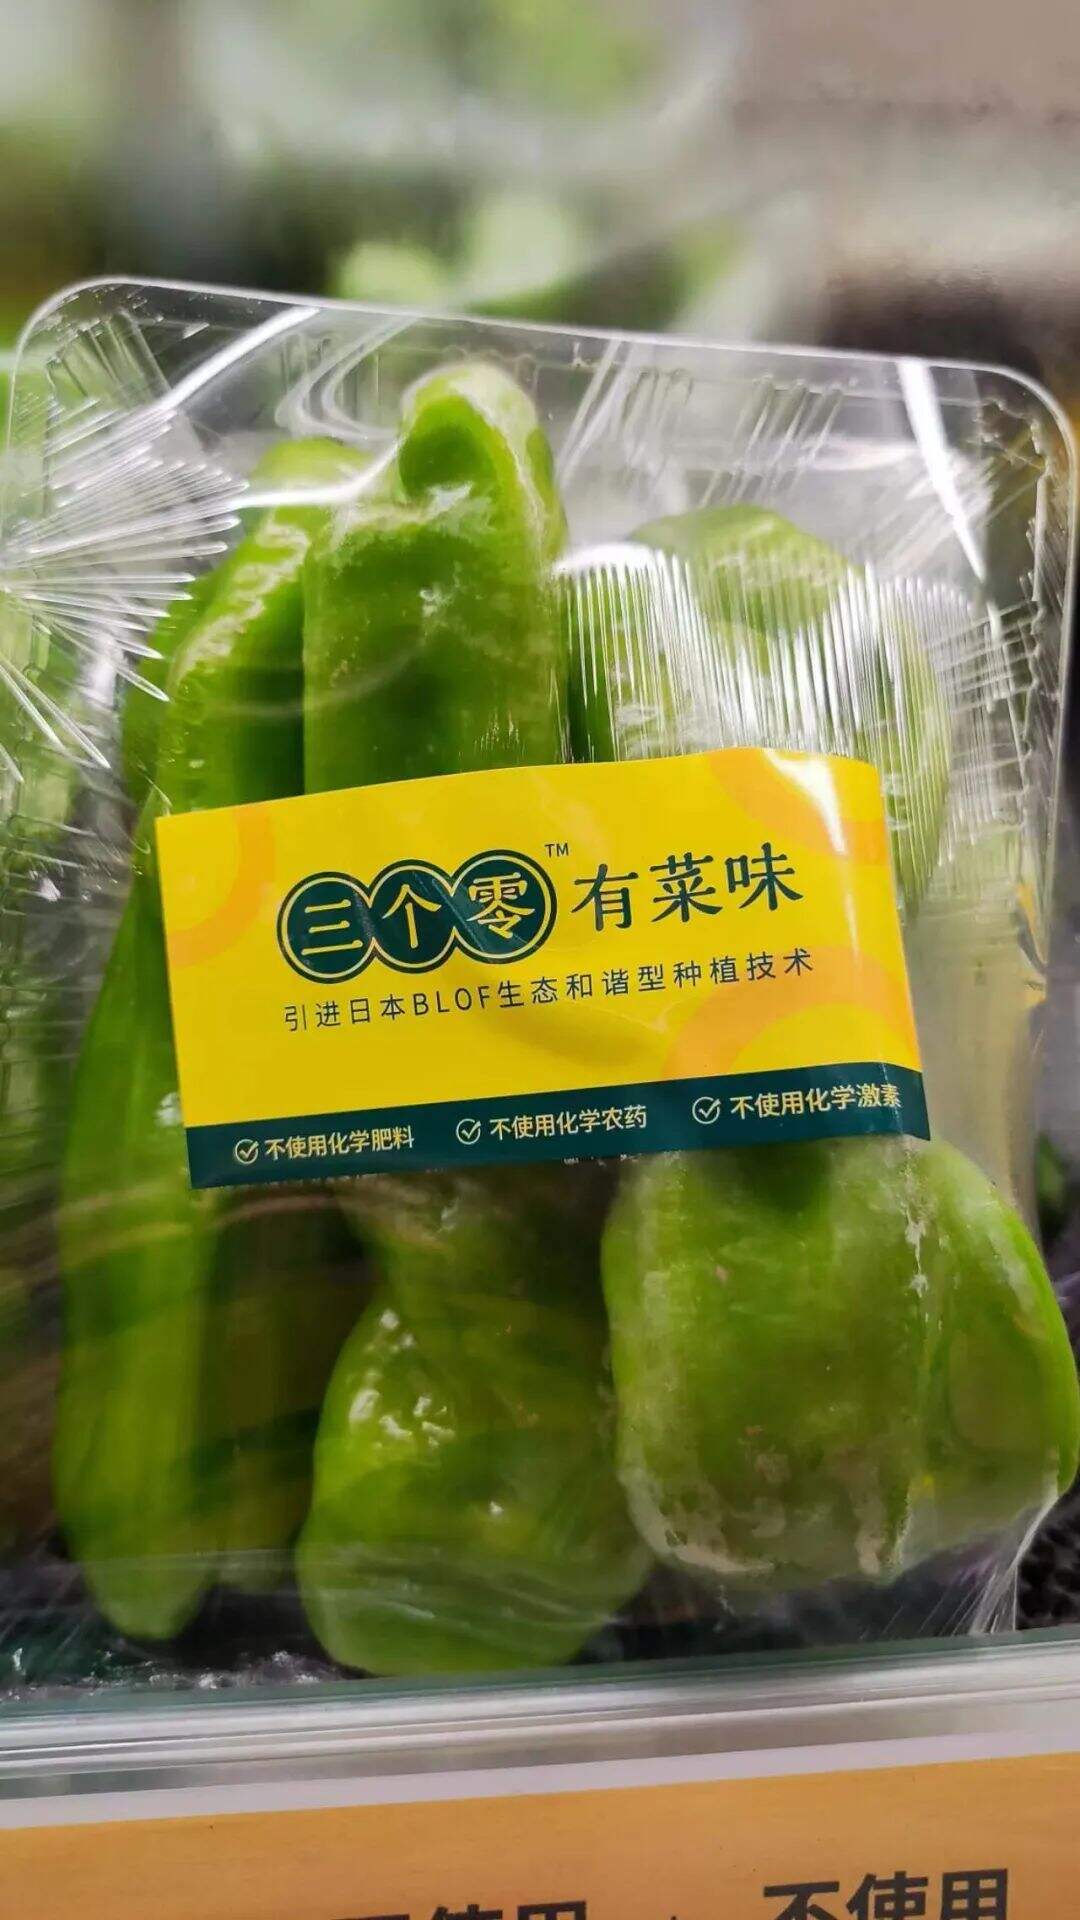 三个零™有菜味
引进日本BLOF生态和谐型种植技术
不使用化学肥料 不使用化学农药 不使用化学激素
不使用